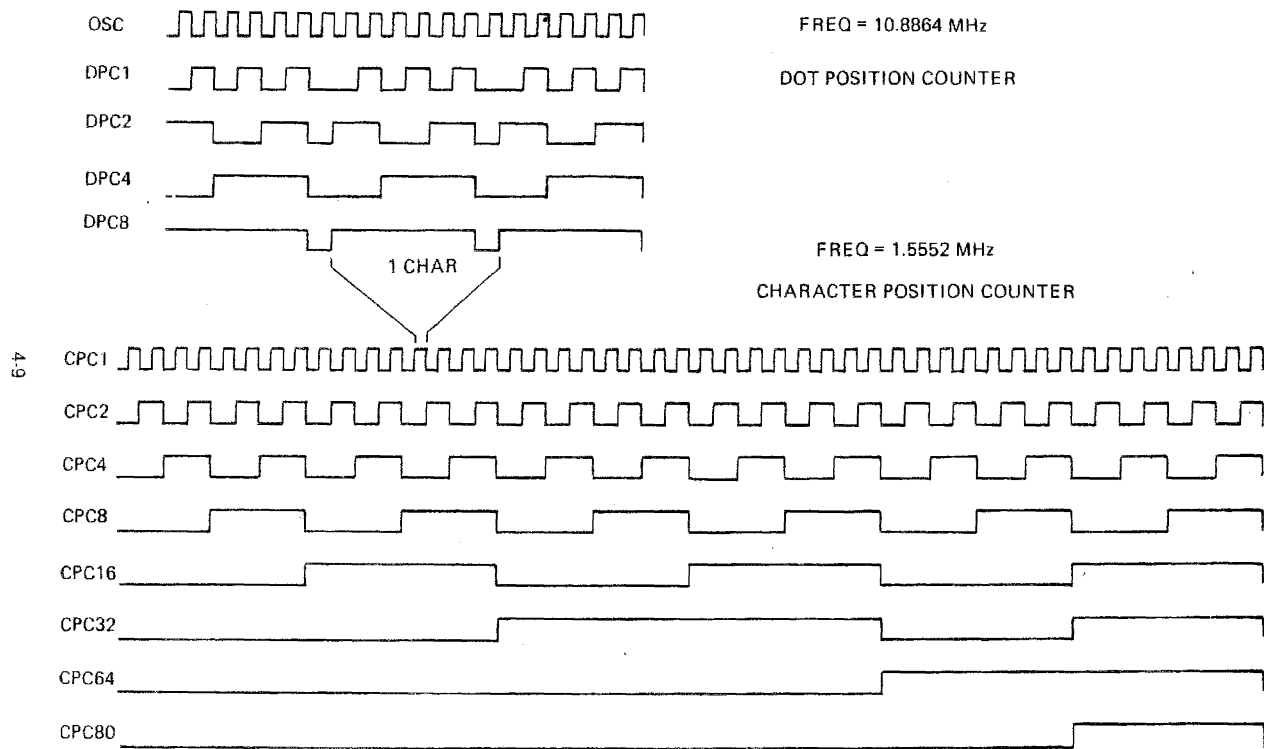 OSC
FREQ = 10.8864 MHz
DPC1
DOT POSITION COUNTER
DPC2
DPC4
DPC8
1 CHAR
FREQ = 1.5552 MHz
CHARACTER POSITION COUNTER
CPC1
4-9
CPC2
CPC4
CPC8
CPC16
CPC32
CPC64
CPC80